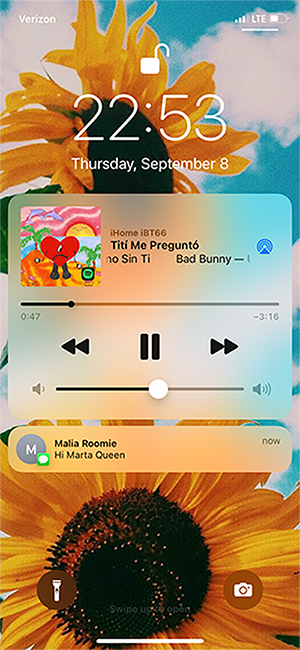 Verizon LTE
22:53
Thursday, September 8
iHome iBT66
Tití Me Preguntó
no Sin Ti Bad Bunny —
0:47 −3:16
M Malia Roomie now
Hi Marta Queen
Swipe up to open